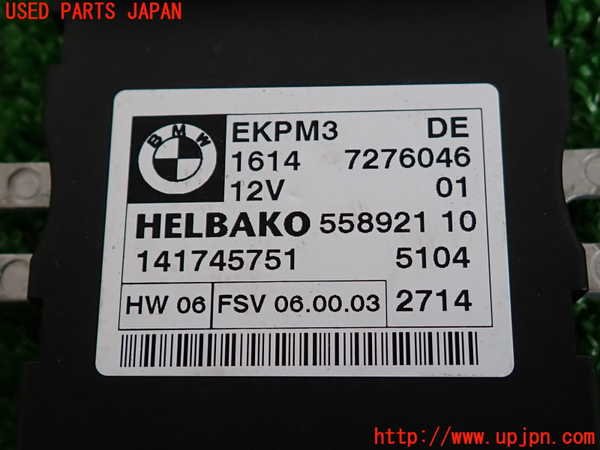 USED PARTS JAPAN
BMW
EKPM3 DE
1614 7276046
12V 01
HELBAKO 558921 10
141745751 5104
HW 06 FSV 06.00.03 2714
http://www.upjpn.com